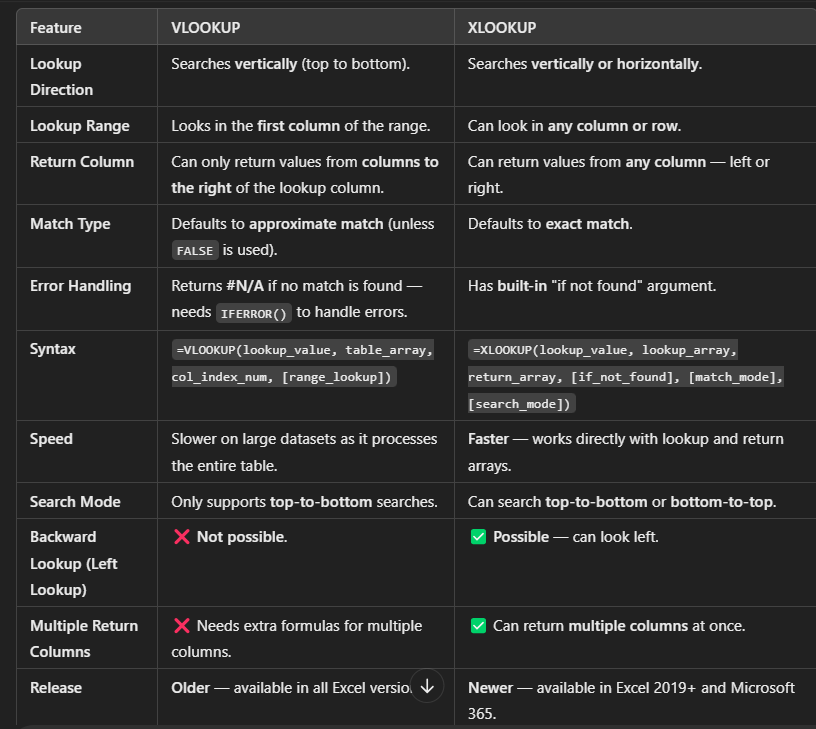 Feature VLOOKUP XLOOKUP
Lookup Searches vertically (top to bottom). Searches vertically or horizontally.
Direction
Lookup Range Looks in the first column of the range. Can look in any column or row.
Return Column Can only return values from columns to Can return values from any column — left or
the right of the lookup column. right.
Match Type Defaults to approximate match (unless Defaults to exact match.
FALSE is used).
Error Handling Returns #N/A if no match is found — Has built-in "if not found" argument.
needs IFERROR() to handle errors.
Syntax =VLOOKUP(lookup_value, table_array, =XLOOKUP(lookup_value, lookup_array,
col_index_num, [range_lookup]) return_array, [if_not_found], [match_mode],
[search_mode])
Speed Slower on large datasets as it processes Faster — works directly with lookup and return
the entire table. arrays.
Search Mode Only supports top-to-bottom searches. Can search top-to-bottom or bottom-to-top.
Backward ❌ Not possible. ✅ Possible — can look left.
Lookup (Left
Lookup)
Multiple Return ❌ Needs extra formulas for multiple ✅ Can return multiple columns at once.
Columns columns.
Release Older — available in all Excel Newer — available in Excel 2019+ and Microsoft
365.